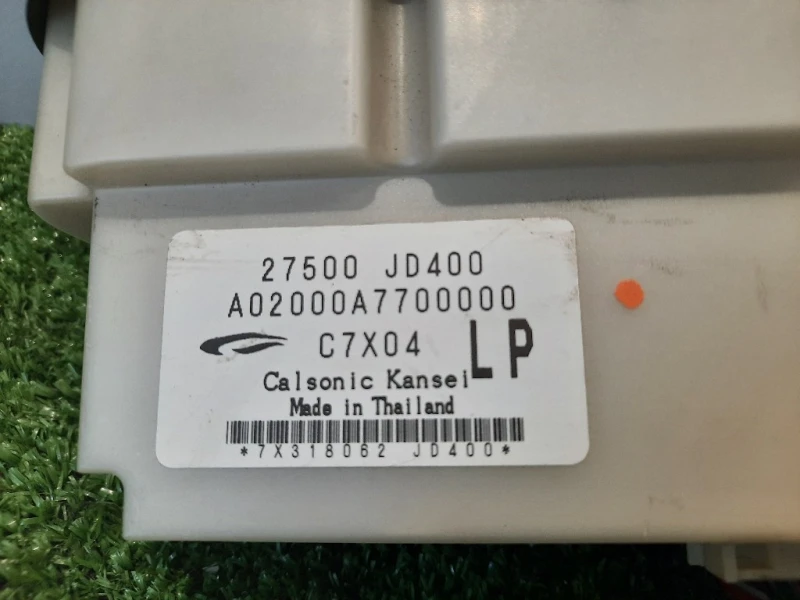 27500 JD400
A02000A7700000
C7X04 LP
Calsonic Kansei
Made in Thailand
*7X318062 JD400*